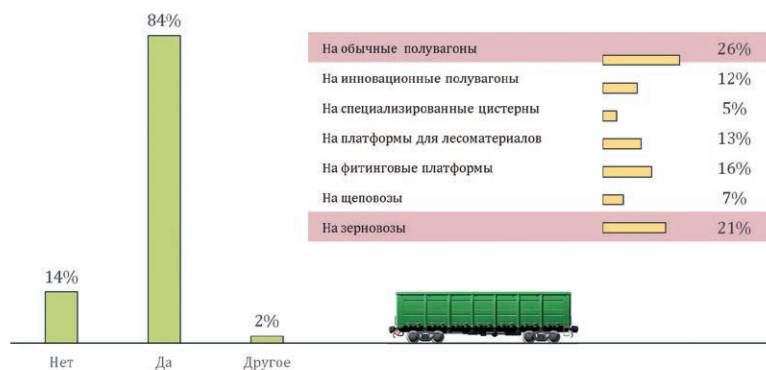 84%
14%
2%
Нет
Да
Другое
На обычные полувагоны 26%
На инновационные полувагоны 12%
На специализированные цистерны 5%
На платформы для лесоматериалов 13%
На фитинговые платформы 16%
На щеповозы 7%
На зерновозы 21%